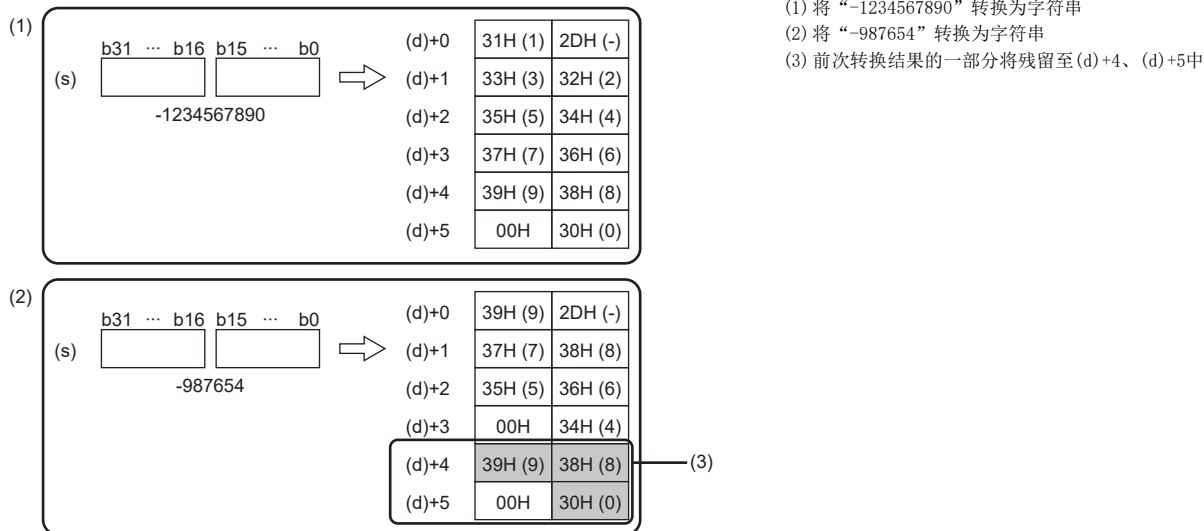 (1) 将“-1234567890”转换为字符串
(2) 将“-987654”转换为字符串
(3) 前次转换结果的一部分将残留至(d)+4、(d)+5中
(1)
b31 ··· b16 b15 ··· b0
(s)
-1234567890
(d)+0 31H (1) 2DH (-)
(d)+1 33H (3) 32H (2)
(d)+2 35H (5) 34H (4)
(d)+3 37H (7) 36H (6)
(d)+4 39H (9) 38H (8)
(d)+5 00H 30H (0)
(2)
b31 ··· b16 b15 ··· b0
(s)
-987654
(d)+0 39H (9) 2DH (-)
(d)+1 37H (7) 38H (8)
(d)+2 35H (5) 36H (6)
(d)+3 00H 34H (4)
(d)+4 39H (9) 38H (8) (3)
(d)+5 00H 30H (0)